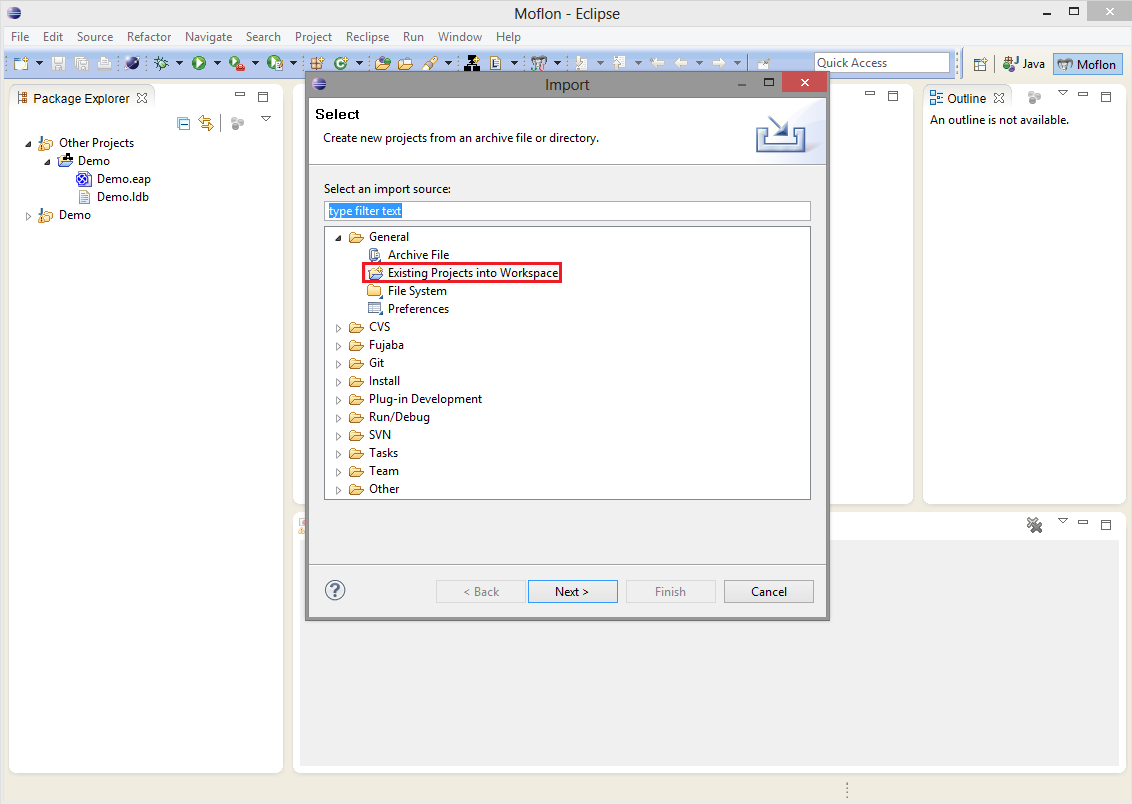 Moflon - Eclipse
File Edit Source Refactor Navigate Search Project Reclipse Run Window Help
Quick Access
Java
Moflon
Package Explorer
Other Projects
Demo
Demo.eap
Demo.ldb
Demo
Import
Select
Create new projects from an archive file or directory.
Select an import source:
type filter text
General
Archive File
Existing Projects into Workspace
File System
Preferences
CVS
Fujaba
Git
Install
Plug-in Development
Run/Debug
SVN
Tasks
Team
Other
< Back
Next >
Finish
Cancel
Outline
An outline is not available.